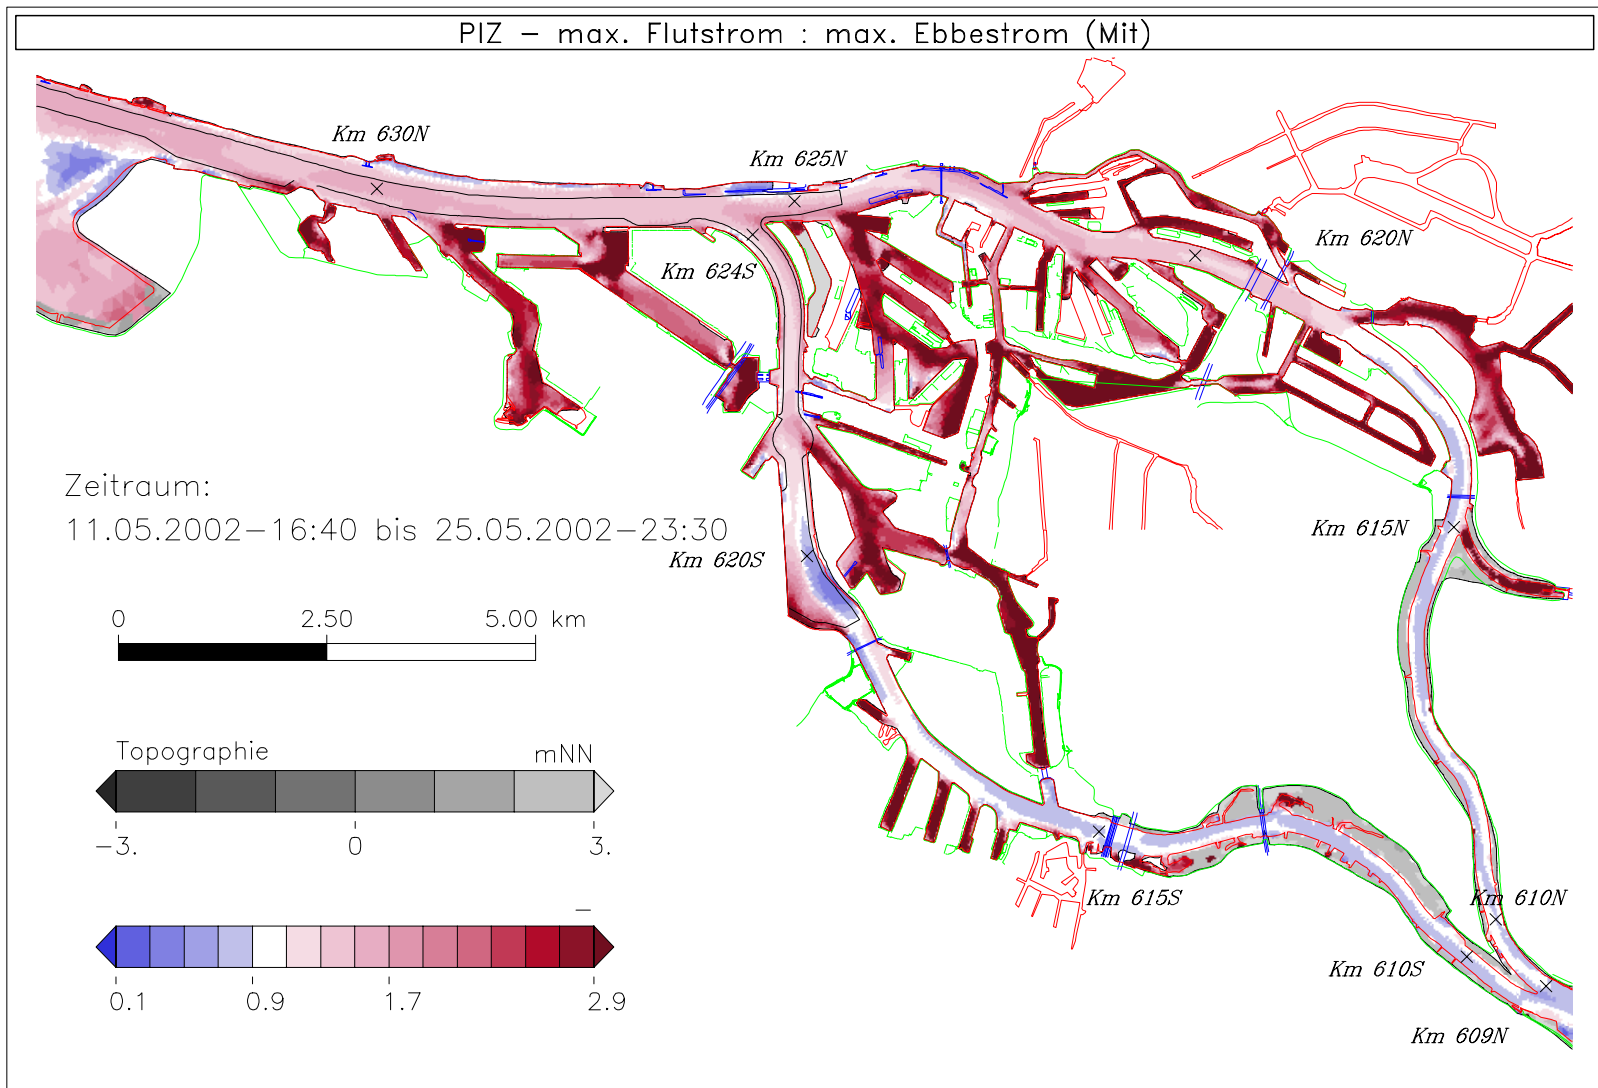 PIZ – max. Flutstrom : max. Ebbestrom (Mit)
Km 630N
Km 625N
Km 620N
Km 624S
Zeitraum:
11.05.2002–16:40 bis 25.05.2002–23:30
Km 615N
Km 620S
0 2.50 5.00 km
Topographie mNN
–3. 0 3.
Km 615S
Km 610N
–
Km 610S
0.1 0.9 1.7 2.9
Km 609N